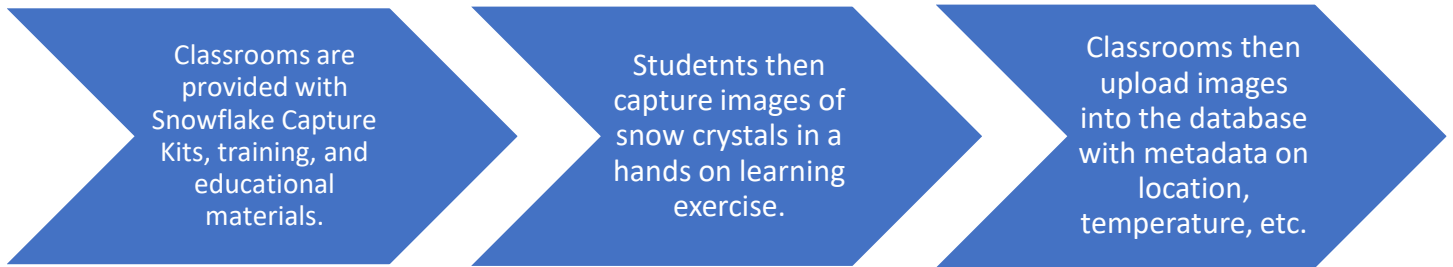 Classrooms are
provided with
Snowflake Capture
Kits, training, and
educational
materials.
Studetnts then
capture images of
snow crystals in a
hands on learning
exercise.
Classrooms then
upload images
into the database
with metadata on
location,
temperature, etc.